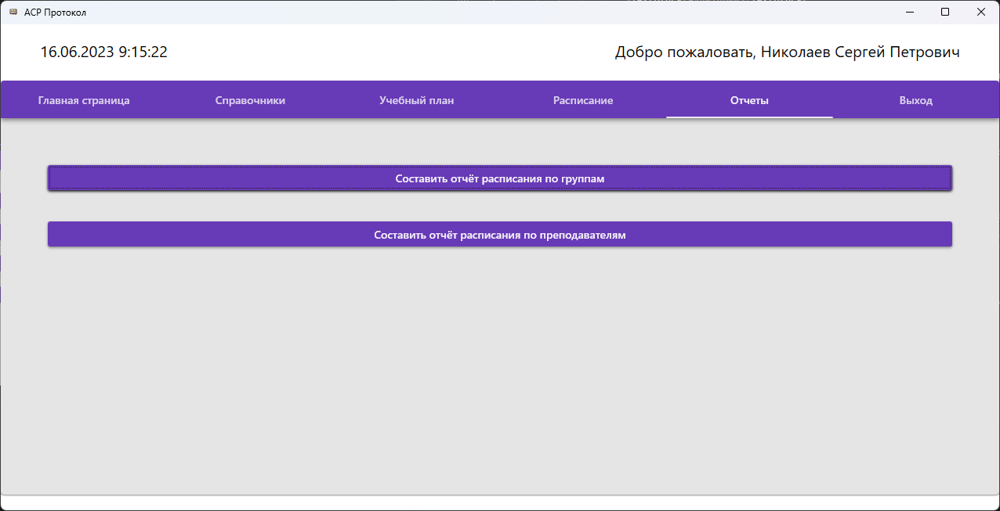 АСР Протокол
16.06.2023 9:15:22
Добро пожаловать, Николаев Сергей Петрович
Главная страница
Справочники
Учебный план
Расписание
Отчеты
Выход
Составить отчёт расписания по группам
Составить отчёт расписания по преподавателям